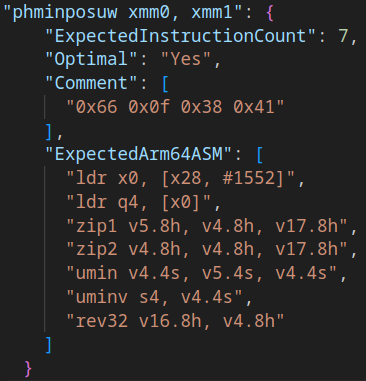 "phminposuw xmm0, xmm1": {
"ExpectedInstructionCount": 7,
"Optimal": "Yes",
"Comment": [
"0x66 0x0f 0x38 0x41"
],
"ExpectedArm64ASM": [
"ldr x0, [x28, #1552]",
"ldr q4, [x0]",
"zip1 v5.8h, v4.8h, v17.8h",
"zip2 v4.8h, v4.8h, v17.8h",
"umin v4.4s, v5.4s, v4.4s",
"uminv s4, v4.4s",
"rev32 v16.8h, v4.8h"
]
}